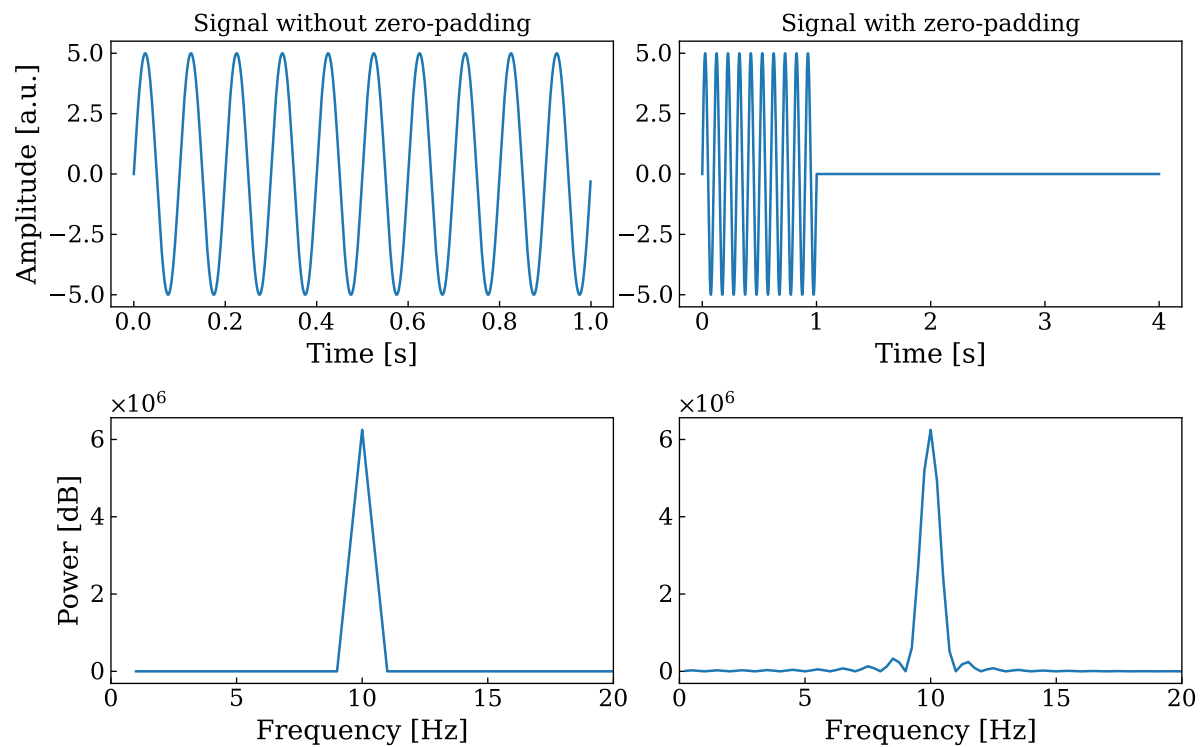 Signal without zero-padding
Signal with zero-padding
Amplitude [a.u.]
5.0
2.5
0.0
−2.5
−5.0
0.0 0.2 0.4 0.6 0.8 1.0
Time [s]
5.0
2.5
0.0
−2.5
−5.0
0 1 2 3 4
Time [s]
×10⁶
Power [dB]
6
4
2
0
0 5 10 15 20
Frequency [Hz]
×10⁶
6
4
2
0
0 5 10 15 20
Frequency [Hz]